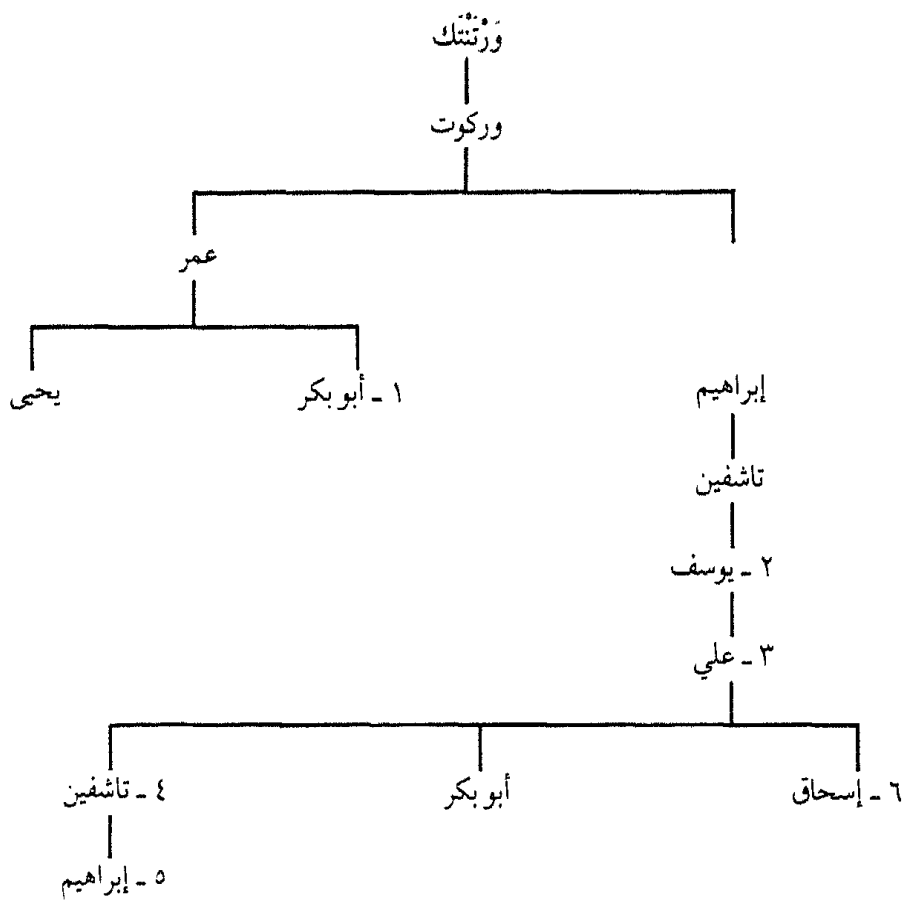 وَرْتَنْتَك
وركوت
عمر
١ ـ أبو بكر
يحيى
إبراهيم
تاشفين
٢ ـ يوسف
٣ ـ علي
٦ ـ إسحاق
أبو بكر
٤ ـ تاشفين
٥ ـ إبراهيم